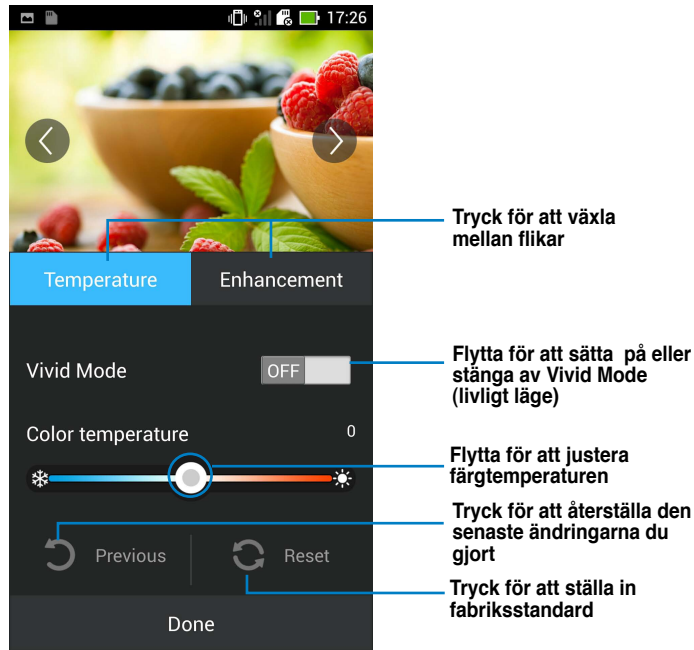 17:26
Tryck för att växla
mellan flikar
Temperature Enhancement
Vivid Mode OFF
Flytta för att sätta  på eller
stänga av Vivid Mode
(livligt läge)
Color temperature 0
Flytta för att justera
färgtemperaturen
Tryck för att återställa den
senaste ändringarna du
gjort
Previous Reset
Tryck för att ställa in
fabriksstandard
Done